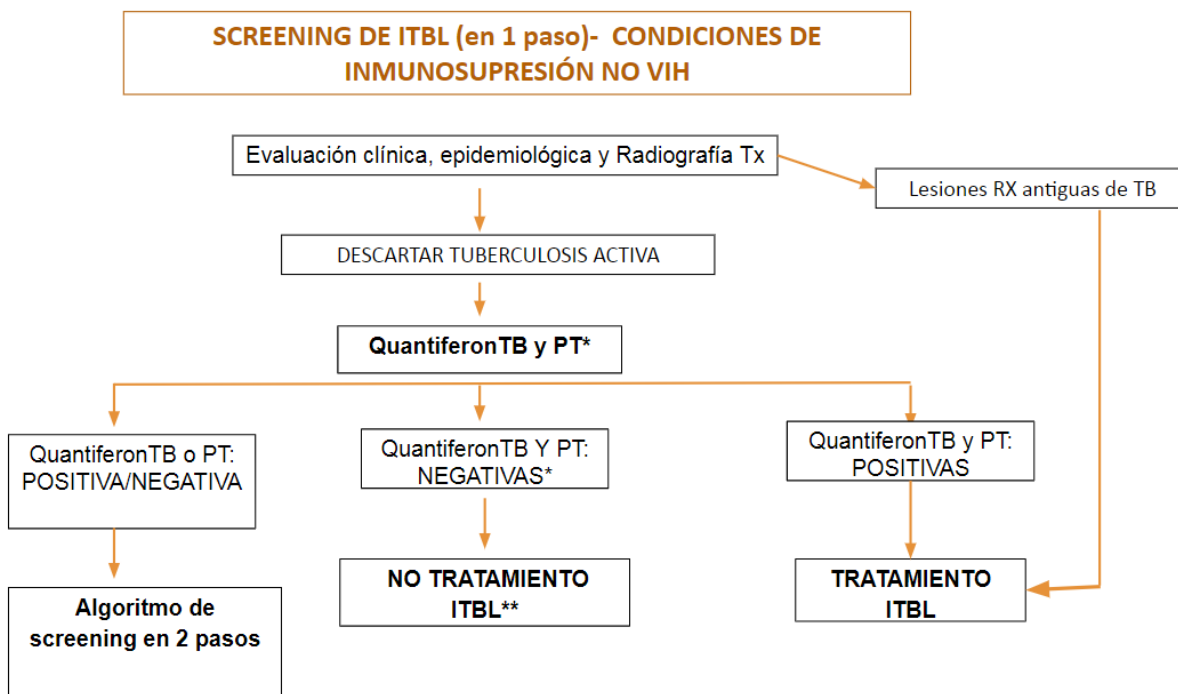 SCREENING DE ITBL (en 1 paso)- CONDICIONES DE
INMUNOSUPRESIÓN NO VIH
Evaluación clínica, epidemiológica y Radiografía Tx
Lesiones RX antiguas de TB
DESCARTAR TUBERCULOSIS ACTIVA
QuantiferonTB y PT*
QuantiferonTB o PT:
POSITIVA/NEGATIVA
QuantiferonTB Y PT:
NEGATIVAS*
QuantiferonTB y PT:
POSITIVAS
Algoritmo de
screening en 2 pasos
NO TRATAMIENTO
ITBL**
TRATAMIENTO
ITBL